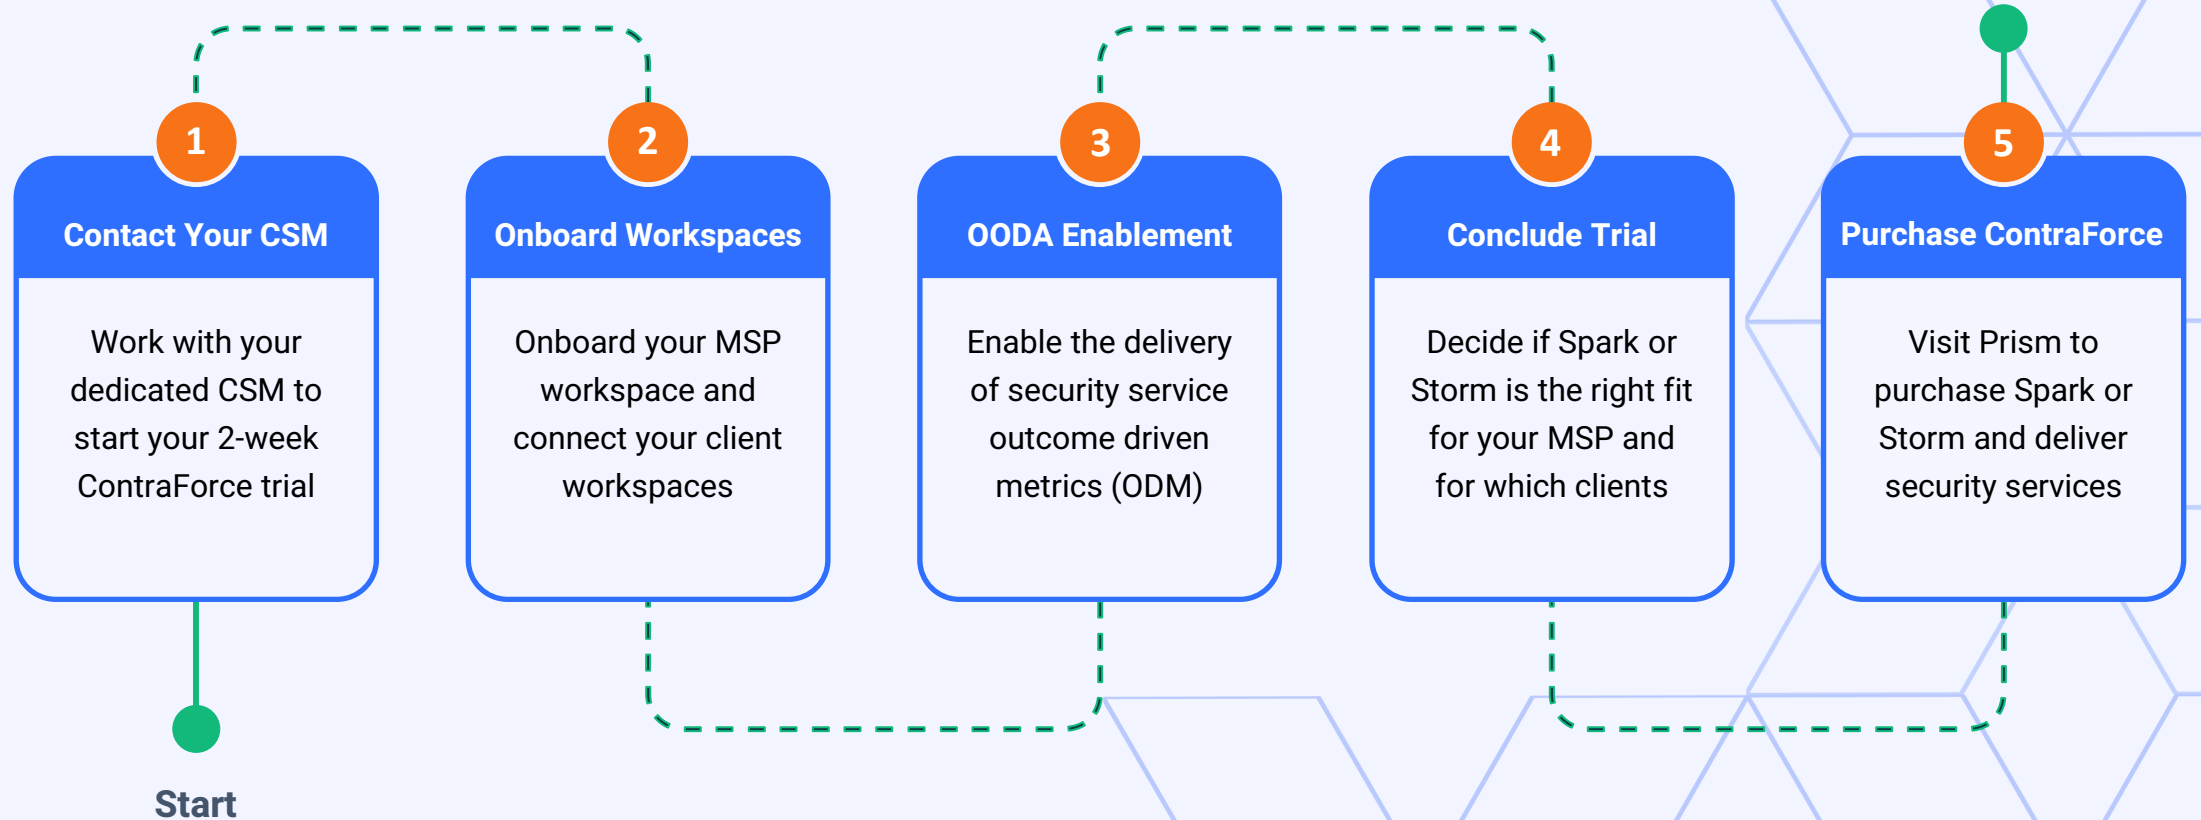 1
Contact Your CSM
Work with your
dedicated CSM to
start your 2-week
ContraForce trial
2
Onboard Workspaces
Onboard your MSP
workspace and
connect your client
workspaces
3
OODA Enablement
Enable the delivery
of security service
outcome driven
metrics (ODM)
4
Conclude Trial
Decide if Spark or
Storm is the right fit
for your MSP and
for which clients
5
Purchase ContraForce
Visit Prism to
purchase Spark or
Storm and deliver
security services
Start